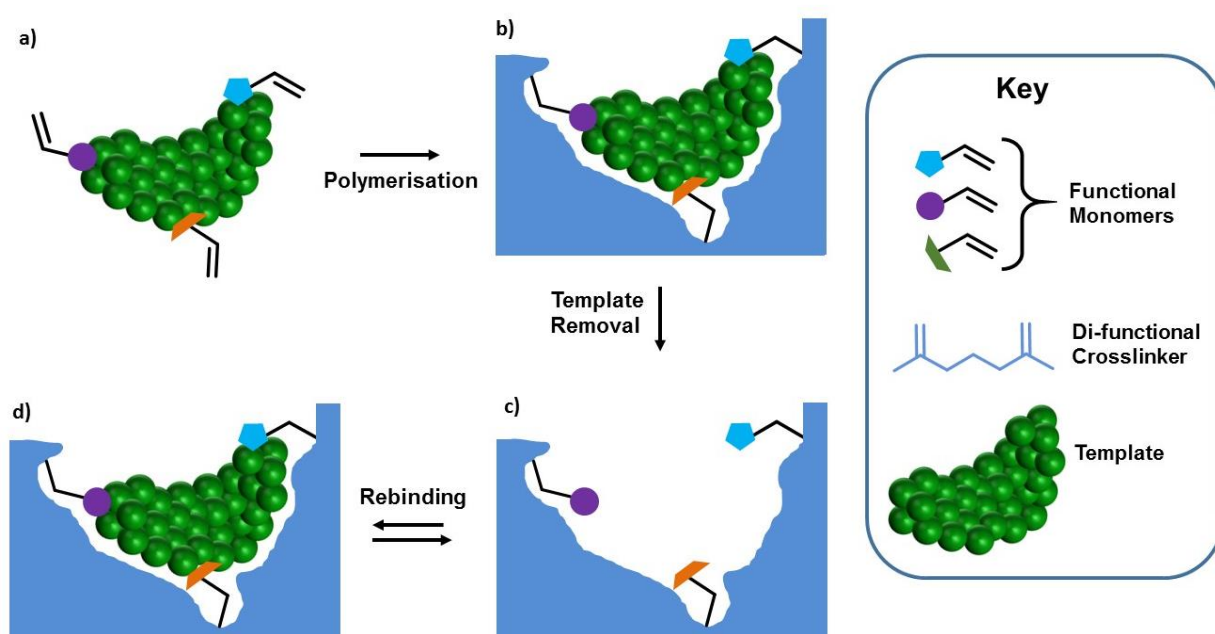 a)
Polymerisation
b)
Template
Removal
c)
Rebinding
d)
Key
Functional
Monomers
Di-functional
Crosslinker
Template